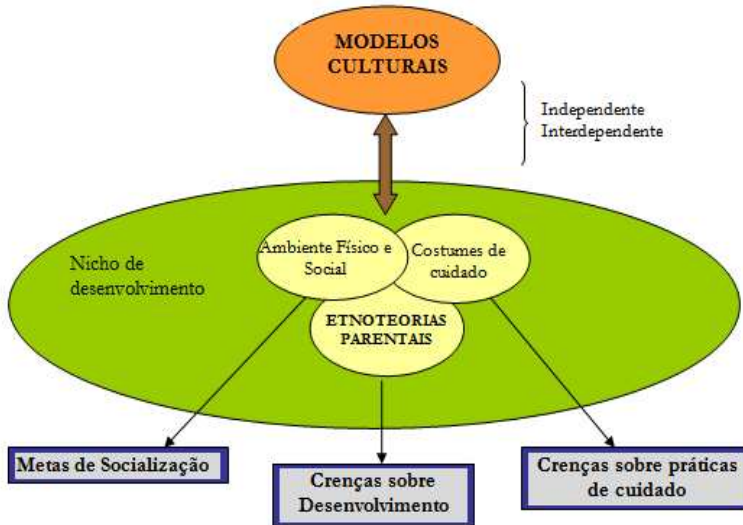 MODELOS
CULTURAIS
Independente
Interdependente
Nicho de
desenvolvimento
Ambiente Físico e
Social
Costumes de
cuidado
ETNOTEORIAS
PARENTAIS
Metas de Socialização
Crenças sobre
Desenvolvimento
Crenças sobre práticas
de cuidado